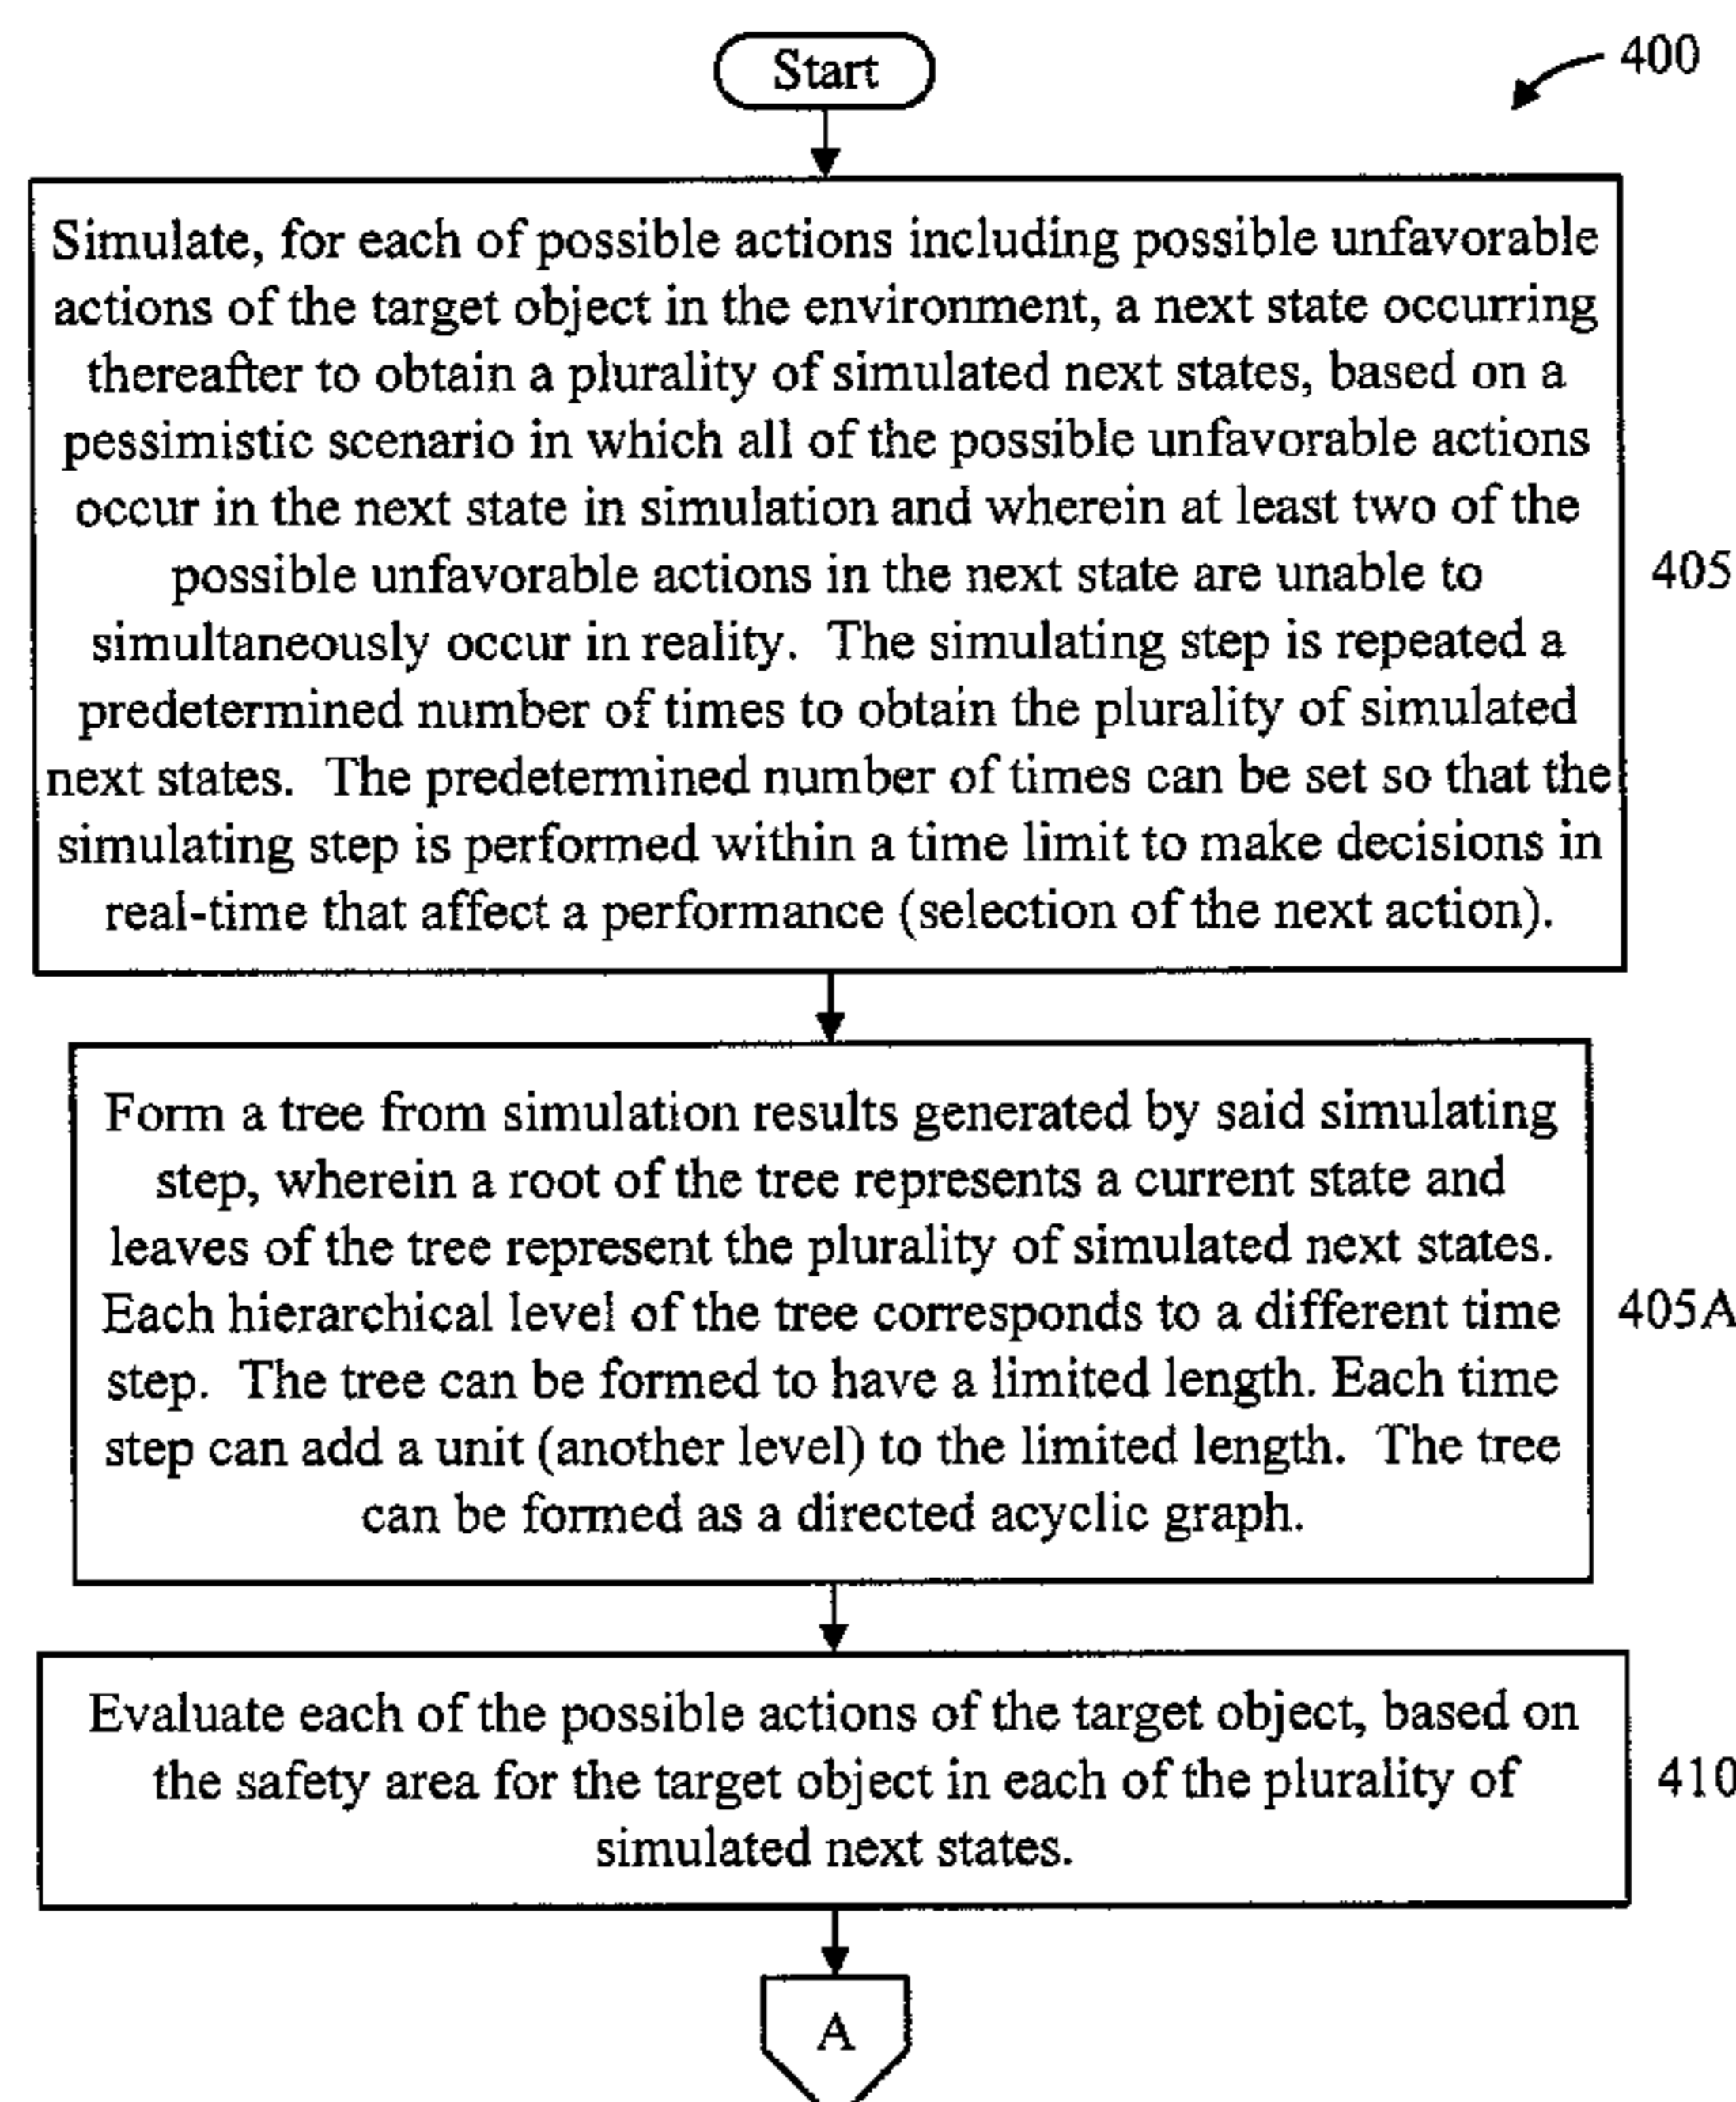 Start
400
Simulate, for each of possible actions including possible unfavorable
actions of the target object in the environment, a next state occurring
thereafter to obtain a plurality of simulated next states, based on a
pessimistic scenario in which all of the possible unfavorable actions
occur in the next state in simulation and wherein at least two of the
possible unfavorable actions in the next state are unable to
simultaneously occur in reality. The simulating step is repeated a
predetermined number of times to obtain the plurality of simulated
next states. The predetermined number of times can be set so that the
simulating step is performed within a time limit to make decisions in
real-time that affect a performance (selection of the next action).
405
Form a tree from simulation results generated by said simulating
step, wherein a root of the tree represents a current state and
leaves of the tree represent the plurality of simulated next states.
Each hierarchical level of the tree corresponds to a different time
step. The tree can be formed to have a limited length. Each time
step can add a unit (another level) to the limited length. The tree
can be formed as a directed acyclic graph.
405A
Evaluate each of the possible actions of the target object, based on
the safety area for the target object in each of the plurality of
simulated next states.
410
A